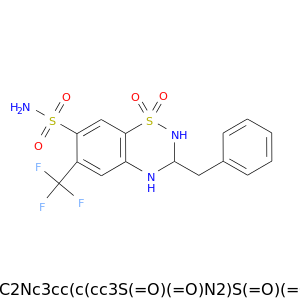 H2N
O
O
S
O
O
S
NH
N
H
F
F
F
C2Nc3cc(c(cc3S(=O)(=O)N2)S(=O)(=